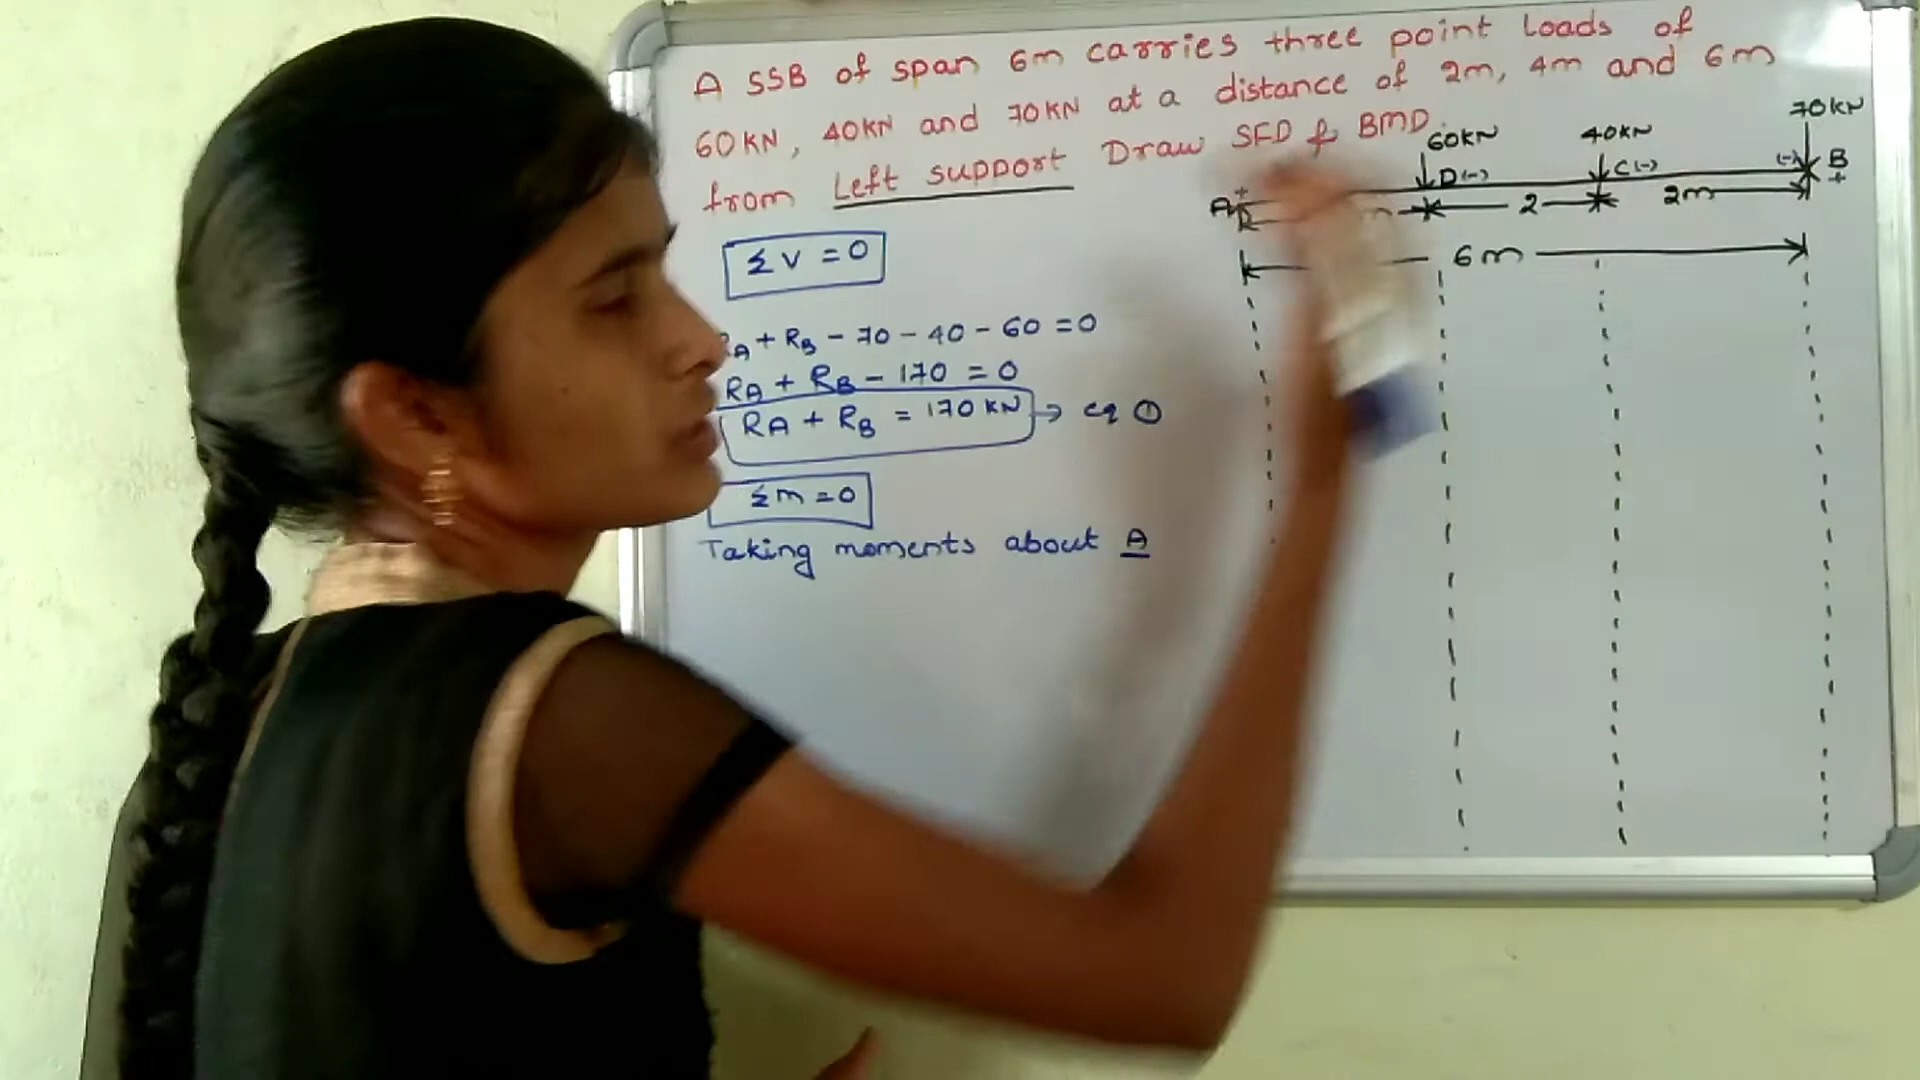 A SSB of span 6m carries three point loads of
60KN, 40KN and 70KN at a distance of 2m, 4m and 6m
from Left support Draw SFD & BMD.
70KN
60KN 40KN
D(-) C(-) (-) B
+
A +
2 2m
6m
Σ V = 0
RA + RB - 70 - 40 - 60 = 0
RA + RB - 170 = 0
RA + RB = 170 KN → eq ①
Σ m = 0
Taking moments about A